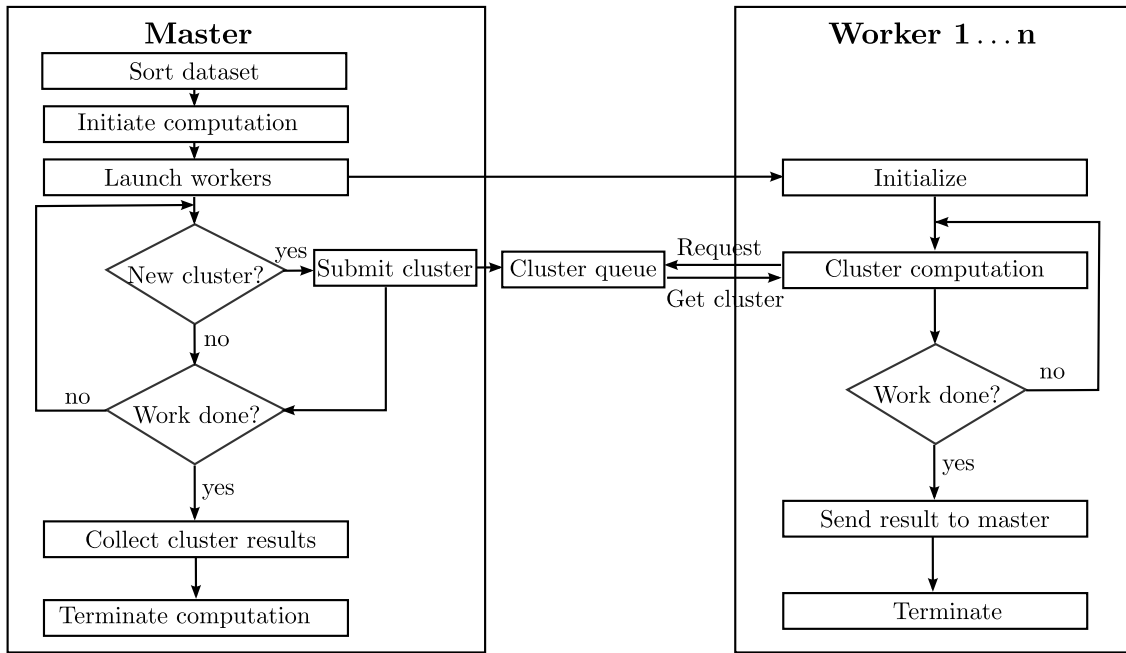 Master
Sort dataset
Initiate computation
Launch workers
New cluster?
yes
Submit cluster
no
no
Work done?
yes
Collect cluster results
Terminate computation
Cluster queue
Request
Get cluster
Worker 1...n
Initialize
Cluster computation
Work done?
no
yes
Send result to master
Terminate